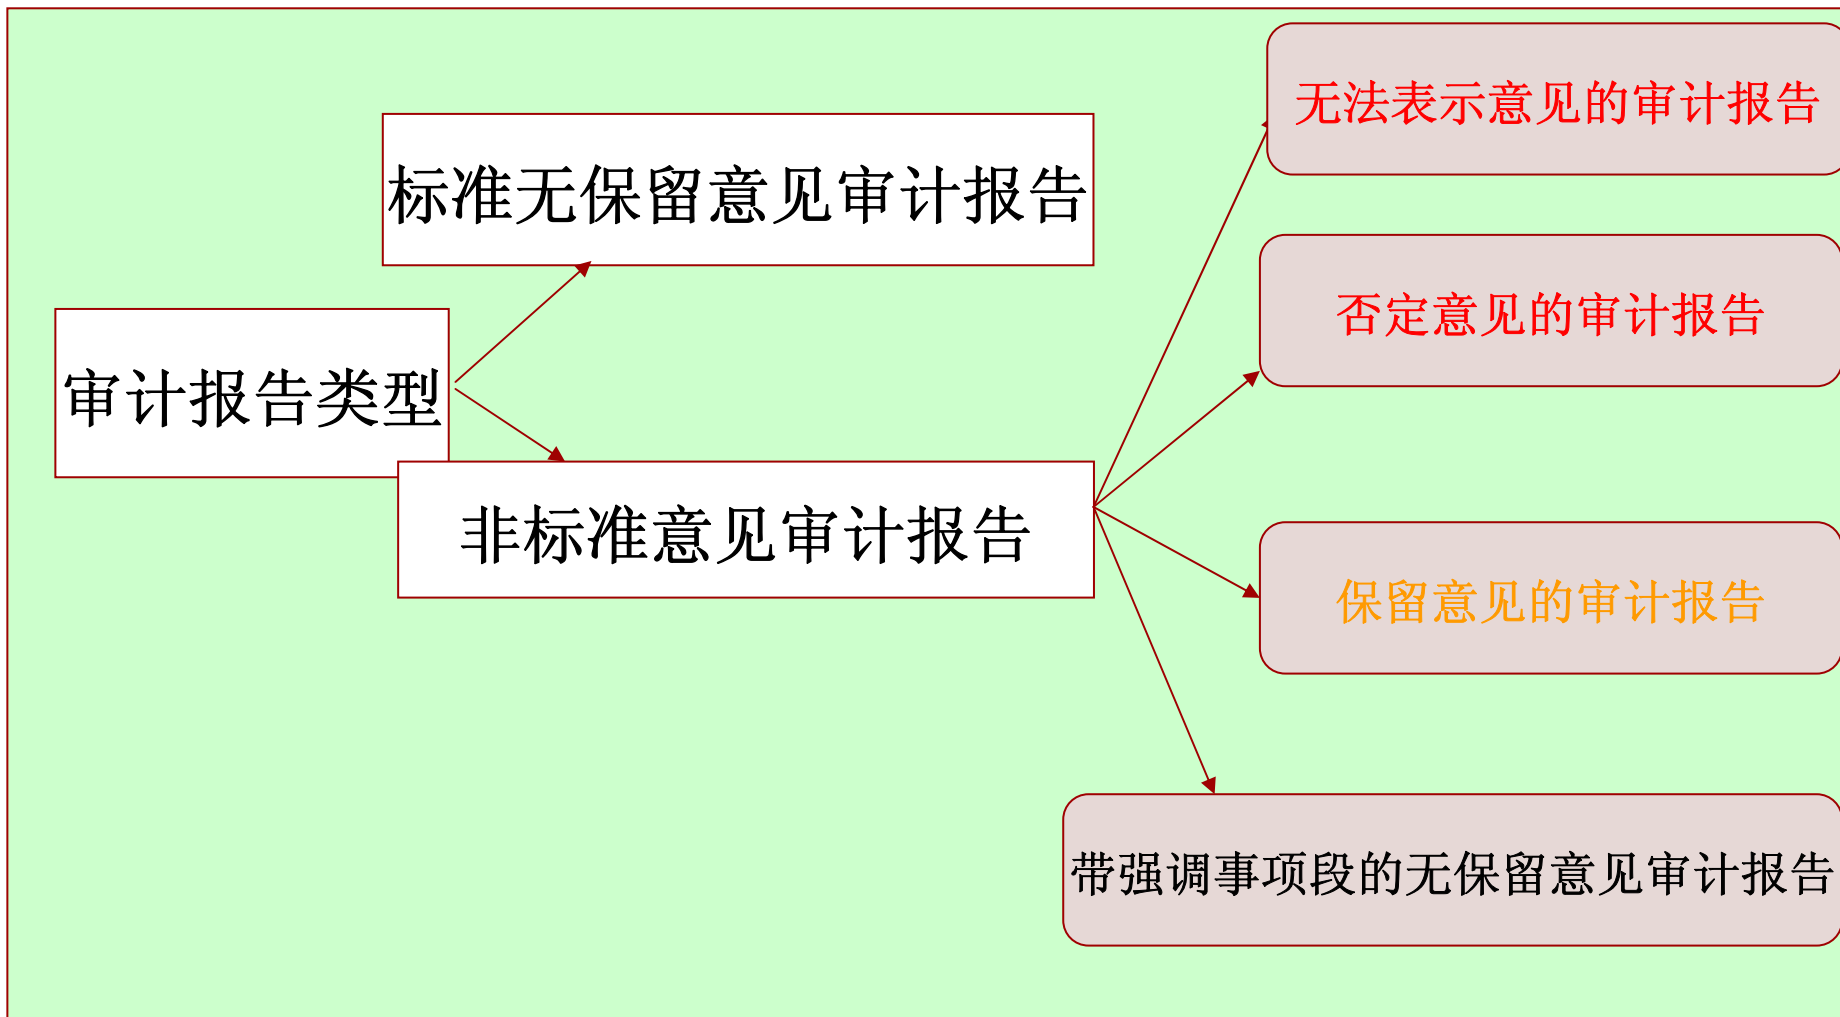 无法表示意见的审计报告
标准无保留意见审计报告
否定意见的审计报告
审计报告类型
非标准意见审计报告
保留意见的审计报告
带强调事项段的无保留意见审计报告